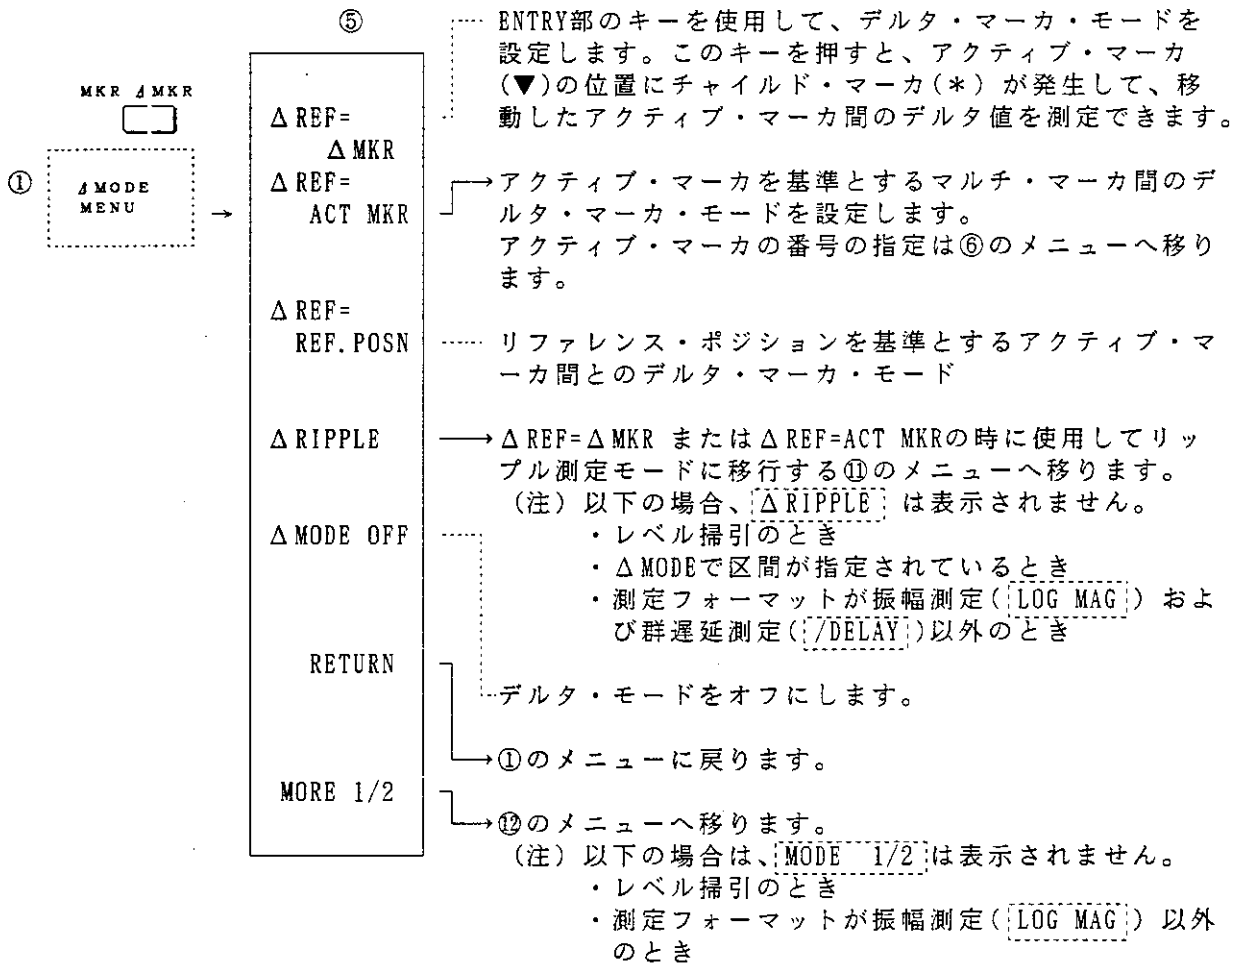 ⑤
MKR ΔMKR
① ΔMODE
MENU
→
ΔREF=
ΔMKR
ΔREF=
ACT MKR
ΔREF=
REF.POSN
ΔRIPPLE
ΔMODE OFF
RETURN
MORE 1/2
ENTRY部のキーを使用して、デルタ・マーカ・モードを
設定します。このキーを押すと、アクティブ・マーカ
(▼)の位置にチャイルド・マーカ(＊)が発生して、移
動したアクティブ・マーカ間のデルタ値を測定できます。
→アクティブ・マーカを基準とするマルチ・マーカ間のデ
ルタ・マーカ・モードを設定します。
アクティブ・マーカの番号の指定は⑥のメニューへ移り
ます。
リファレンス・ポジションを基準とするアクティブ・マ
ーカ間とのデルタ・マーカ・モード
→ΔREF=ΔMKR またはΔREF=ACT MKRの時に使用してリッ
プル測定モードに移行する⑪のメニューへ移ります。
(注) 以下の場合、ΔRIPPLE は表示されません。
・レベル掃引のとき
・ΔMODEで区間が指定されているとき
・測定フォーマットが振幅測定(LOG MAG) およ
び群遅延測定(/DELAY)以外のとき
デルタ・モードをオフにします。
→①のメニューに戻ります。
→⑫のメニューへ移ります。
(注) 以下の場合は、MODE 1/2 は表示されません。
・レベル掃引のとき
・測定フォーマットが振幅測定(LOG MAG) 以外
のとき